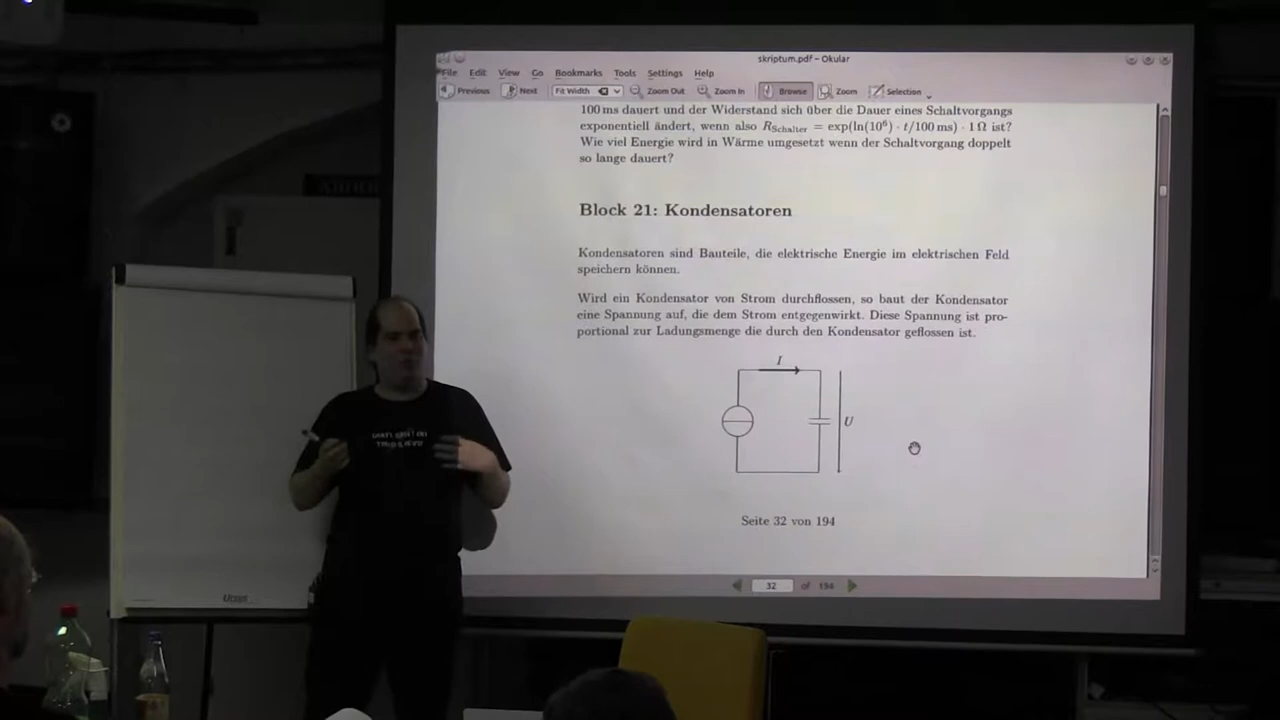 skriptum.pdf – Okular
File Edit View Go Bookmarks Tools Settings Help
Previous Next Fit Width Zoom Out Zoom In Browse Zoom Selection
100 ms dauert und der Widerstand sich über die Dauer eines Schaltvorgangs
exponentiell ändert, wenn also R_Schalter = exp(ln(10⁶) · t/100 ms) · 1 Ω ist?
Wie viel Energie wird in Wärme umgesetzt wenn der Schaltvorgang doppelt
so lange dauert?
Block 21: Kondensatoren
Kondensatoren sind Bauteile, die elektrische Energie im elektrischen Feld
speichern können.
Wird ein Kondensator von Strom durchflossen, so baut der Kondensator
eine Spannung auf, die dem Strom entgegenwirkt. Diese Spannung ist pro-
portional zur Ladungsmenge die durch den Kondensator geflossen ist.
I
U
Seite 32 von 194
32 of 194